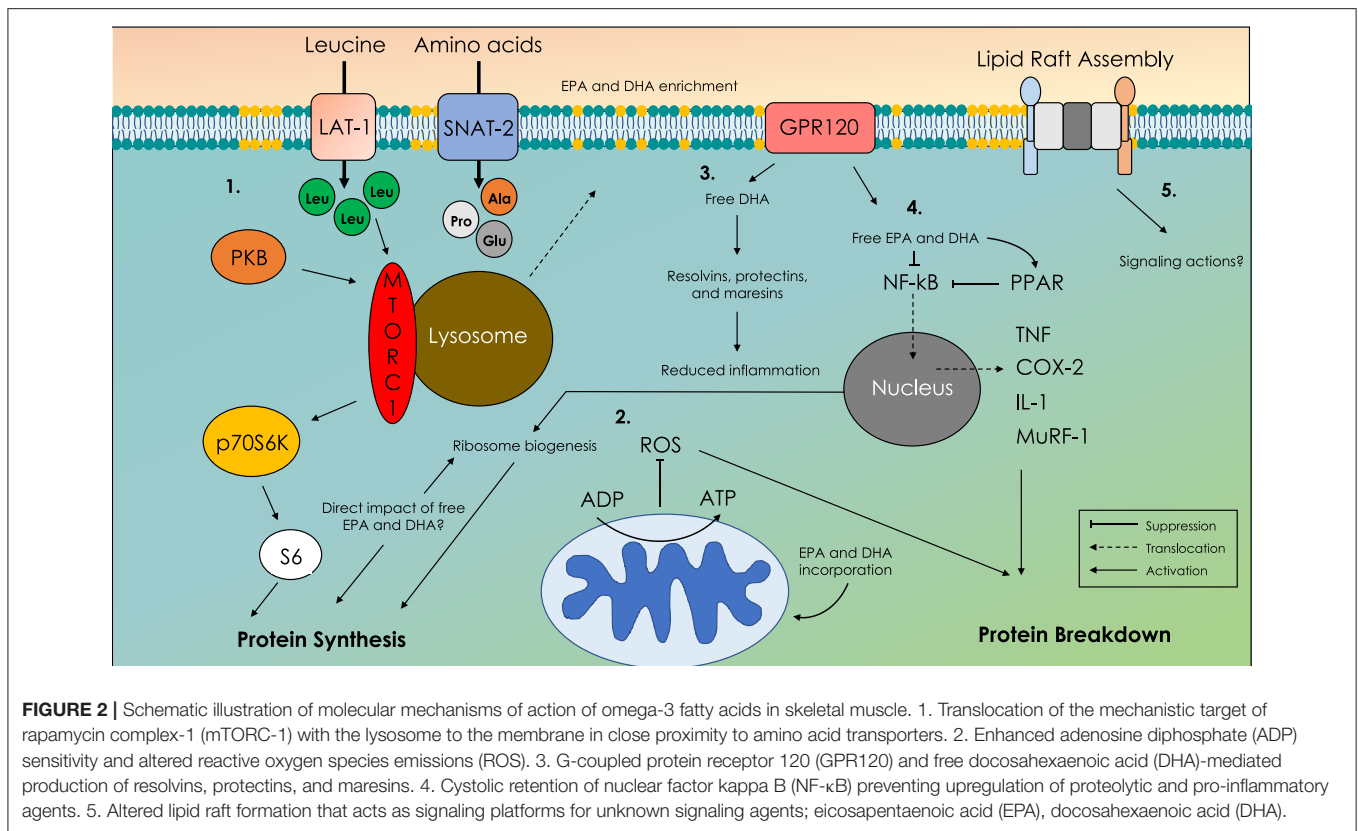 Leucine
Amino acids
Lipid Raft Assembly
EPA and DHA enrichment
LAT-1
SNAT-2
GPR120
1.
Leu
Leu
Leu
Ala
Pro
Glu
3.
Free DHA
4.
5.
Free EPA and DHA
Signaling actions?
PKB
MTORC1
Lysosome
Resolvins, protectins,
and maresins
NF-kB
PPAR
Reduced inflammation
Nucleus
TNF
COX-2
IL-1
MuRF-1
p70S6K
Ribosome biogenesis
2.
ROS
ADP
ATP
Direct impact of free
EPA and DHA?
S6
EPA and DHA
incorporation
Suppression
Translocation
Activation
Protein Synthesis
Protein Breakdown
FIGURE 2 | Schematic illustration of molecular mechanisms of action of omega-3 fatty acids in skeletal muscle. 1. Translocation of the mechanistic target of
rapamycin complex-1 (mTORC-1) with the lysosome to the membrane in close proximity to amino acid transporters. 2. Enhanced adenosine diphosphate (ADP)
sensitivity and altered reactive oxygen species emissions (ROS). 3. G-coupled protein receptor 120 (GPR120) and free docosahexaenoic acid (DHA)-mediated
production of resolvins, protectins, and maresins. 4. Cystolic retention of nuclear factor kappa B (NF-κB) preventing upregulation of proteolytic and pro-inflammatory
agents. 5. Altered lipid raft formation that acts as signaling platforms for unknown signaling agents; eicosapentaenoic acid (EPA), docosahexaenoic acid (DHA).